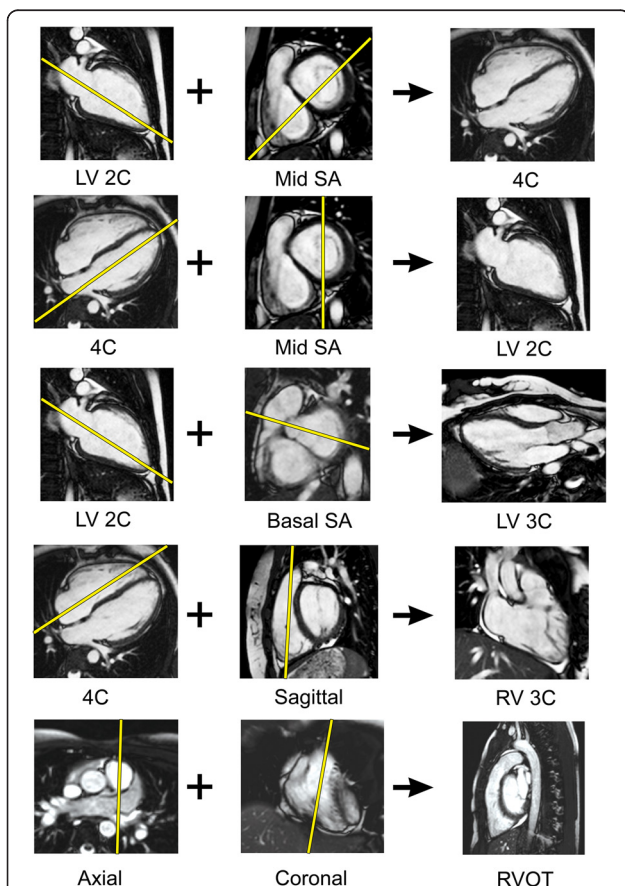 LV 2C + Mid SA → 4C
4C + Mid SA → LV 2C
LV 2C + Basal SA → LV 3C
4C + Sagittal → RV 3C
Axial + Coronal → RVOT